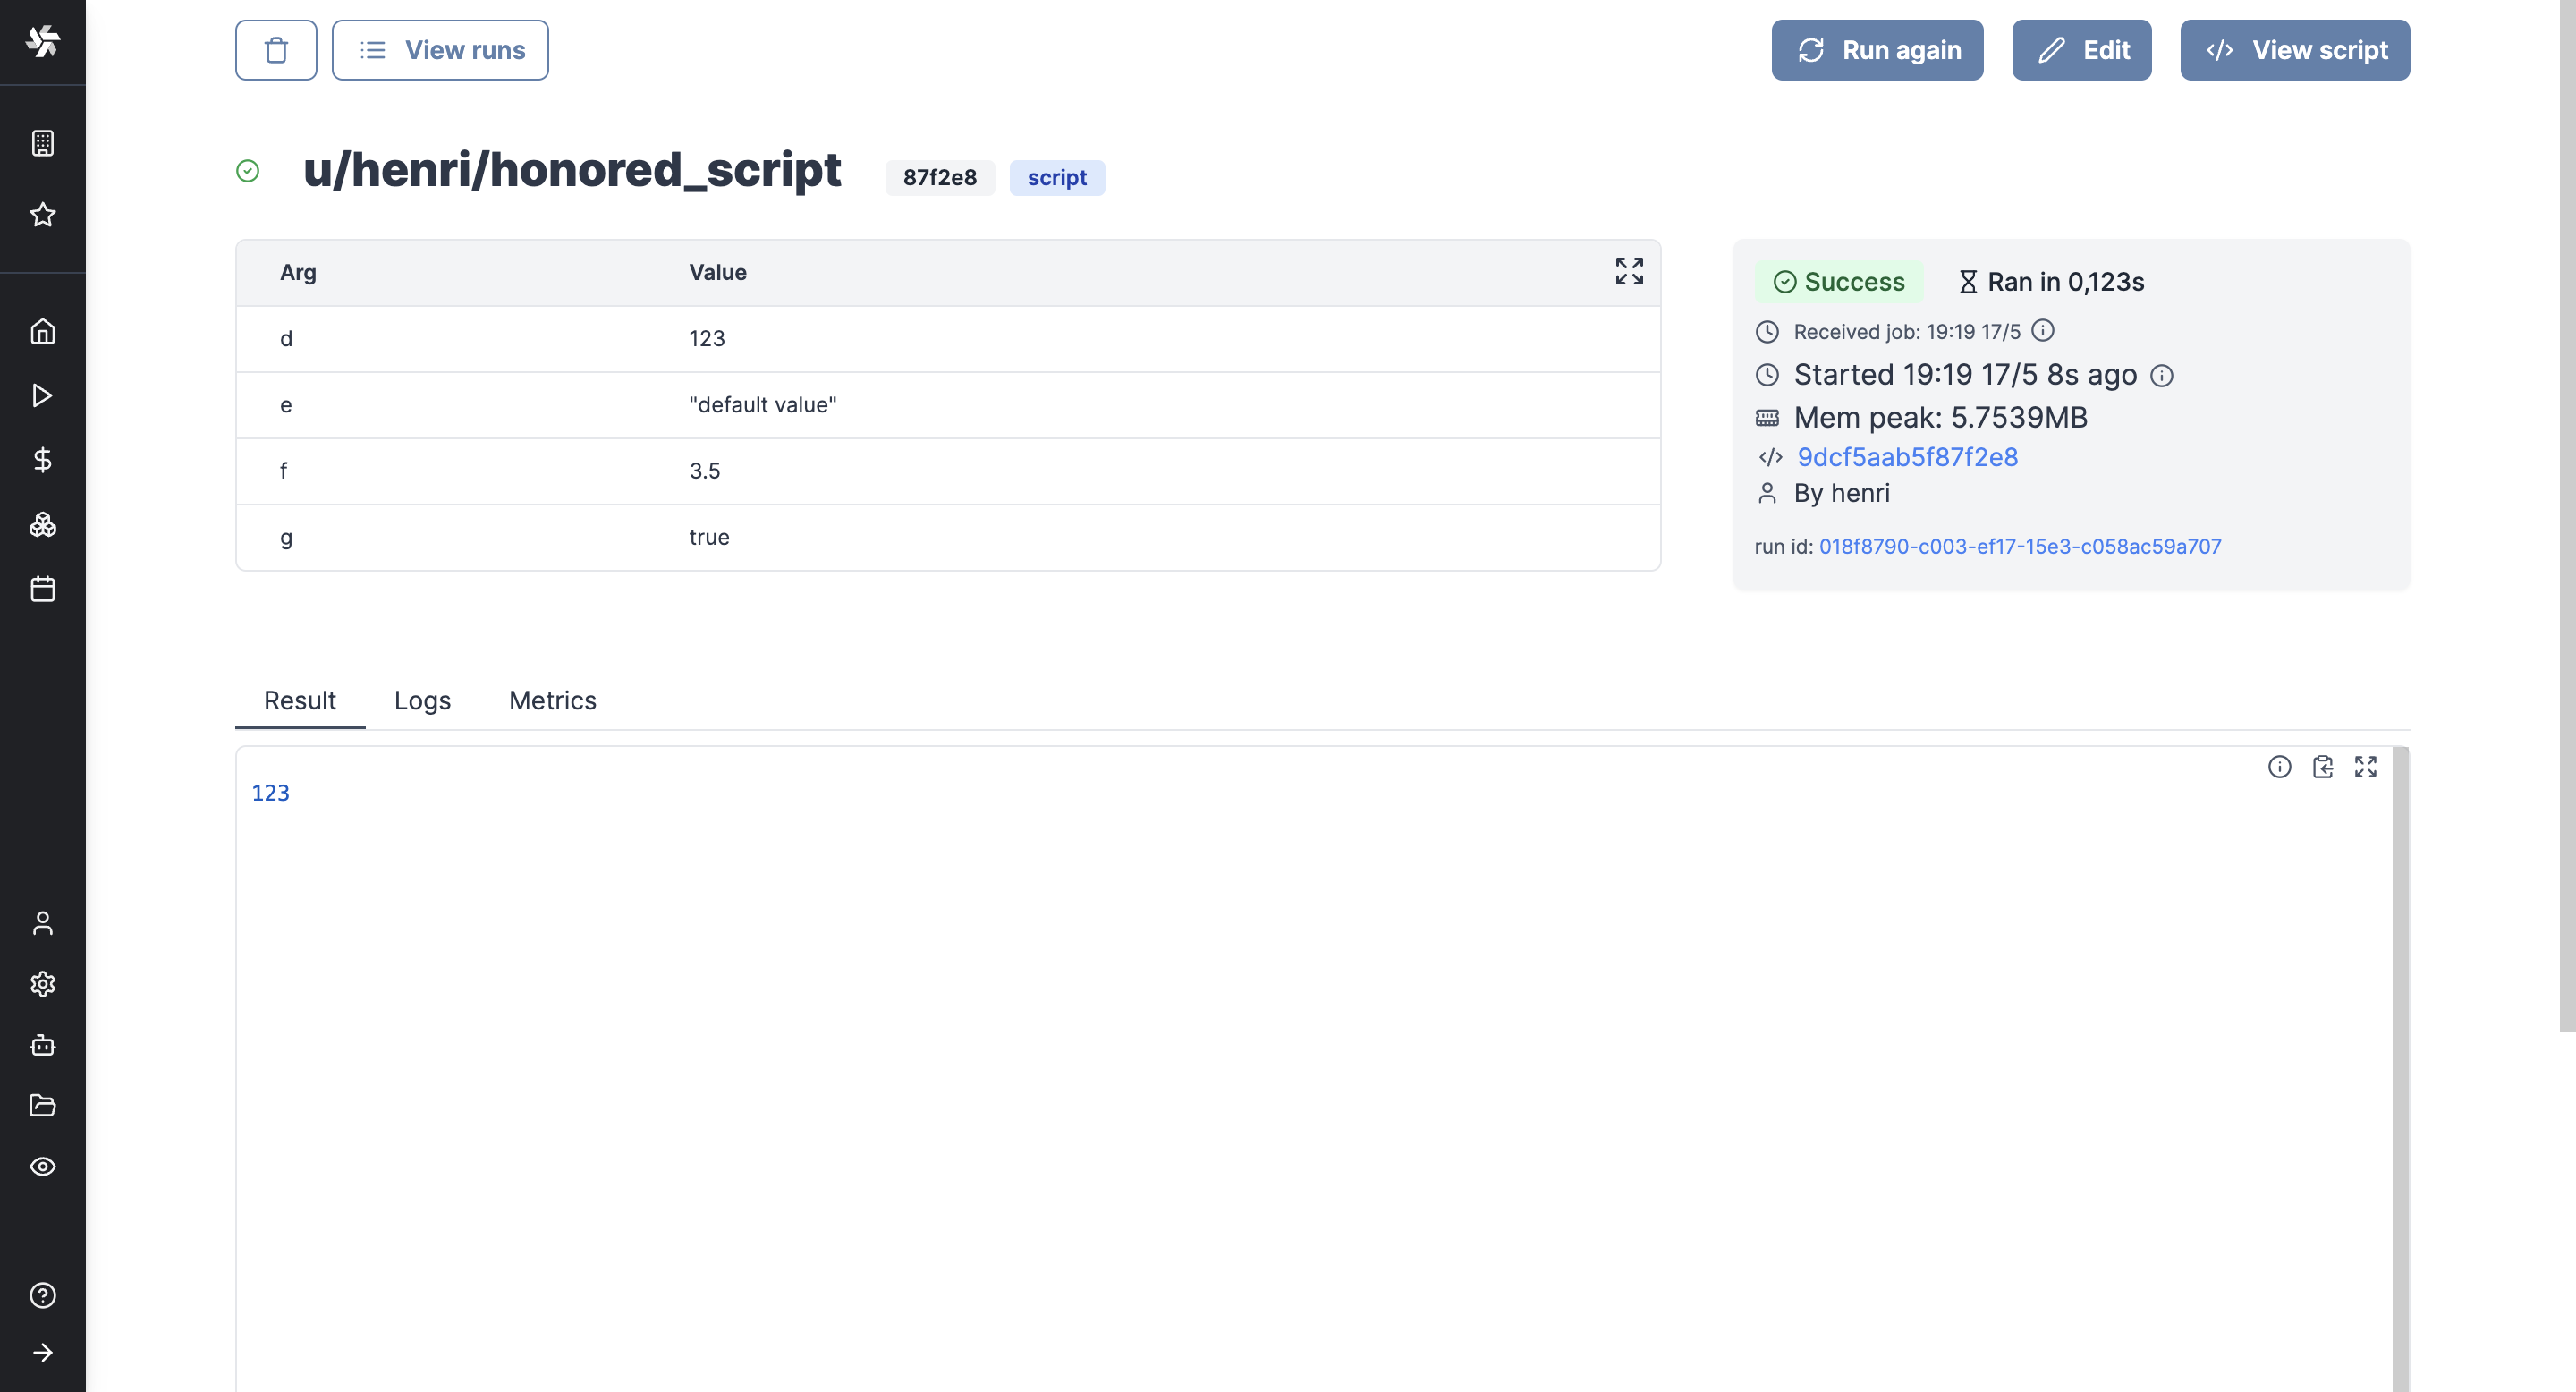 View runs
Run again
Edit
View script
u/henri/honored_script
87f2e8
script
Arg Value
d 123
e "default value"
f 3.5
g true
Success
Ran in 0,123s
Received job: 19:19 17/5
Started 19:19 17/5 8s ago
Mem peak: 5.7539MB
9dcf5aab5f87f2e8
By henri
run id: 018f8790-c003-ef17-15e3-c058ac59a707
Result
Logs
Metrics
123